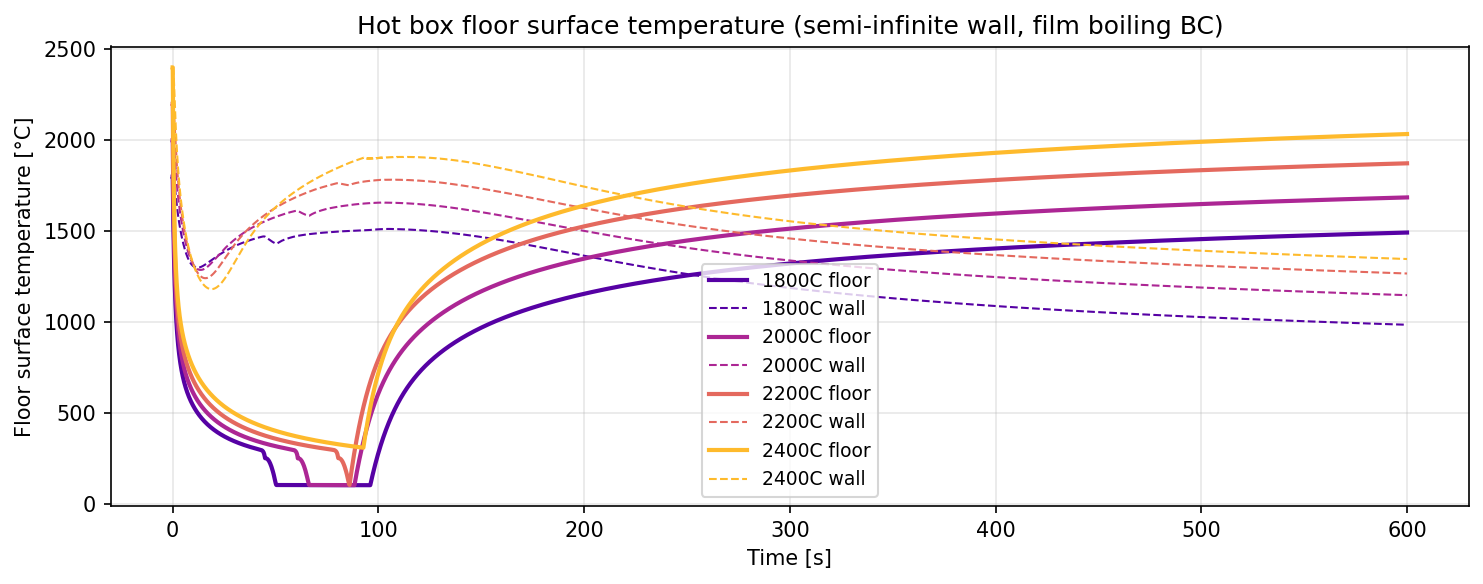 Hot box floor surface temperature (semi-infinite wall, film boiling BC)
Floor surface temperature [°C]
2500
2000
1500
1000
500
0
1800C floor
1800C wall
2000C floor
2000C wall
2200C floor
2200C wall
2400C floor
2400C wall
0
100
200
300
400
500
600
Time [s]